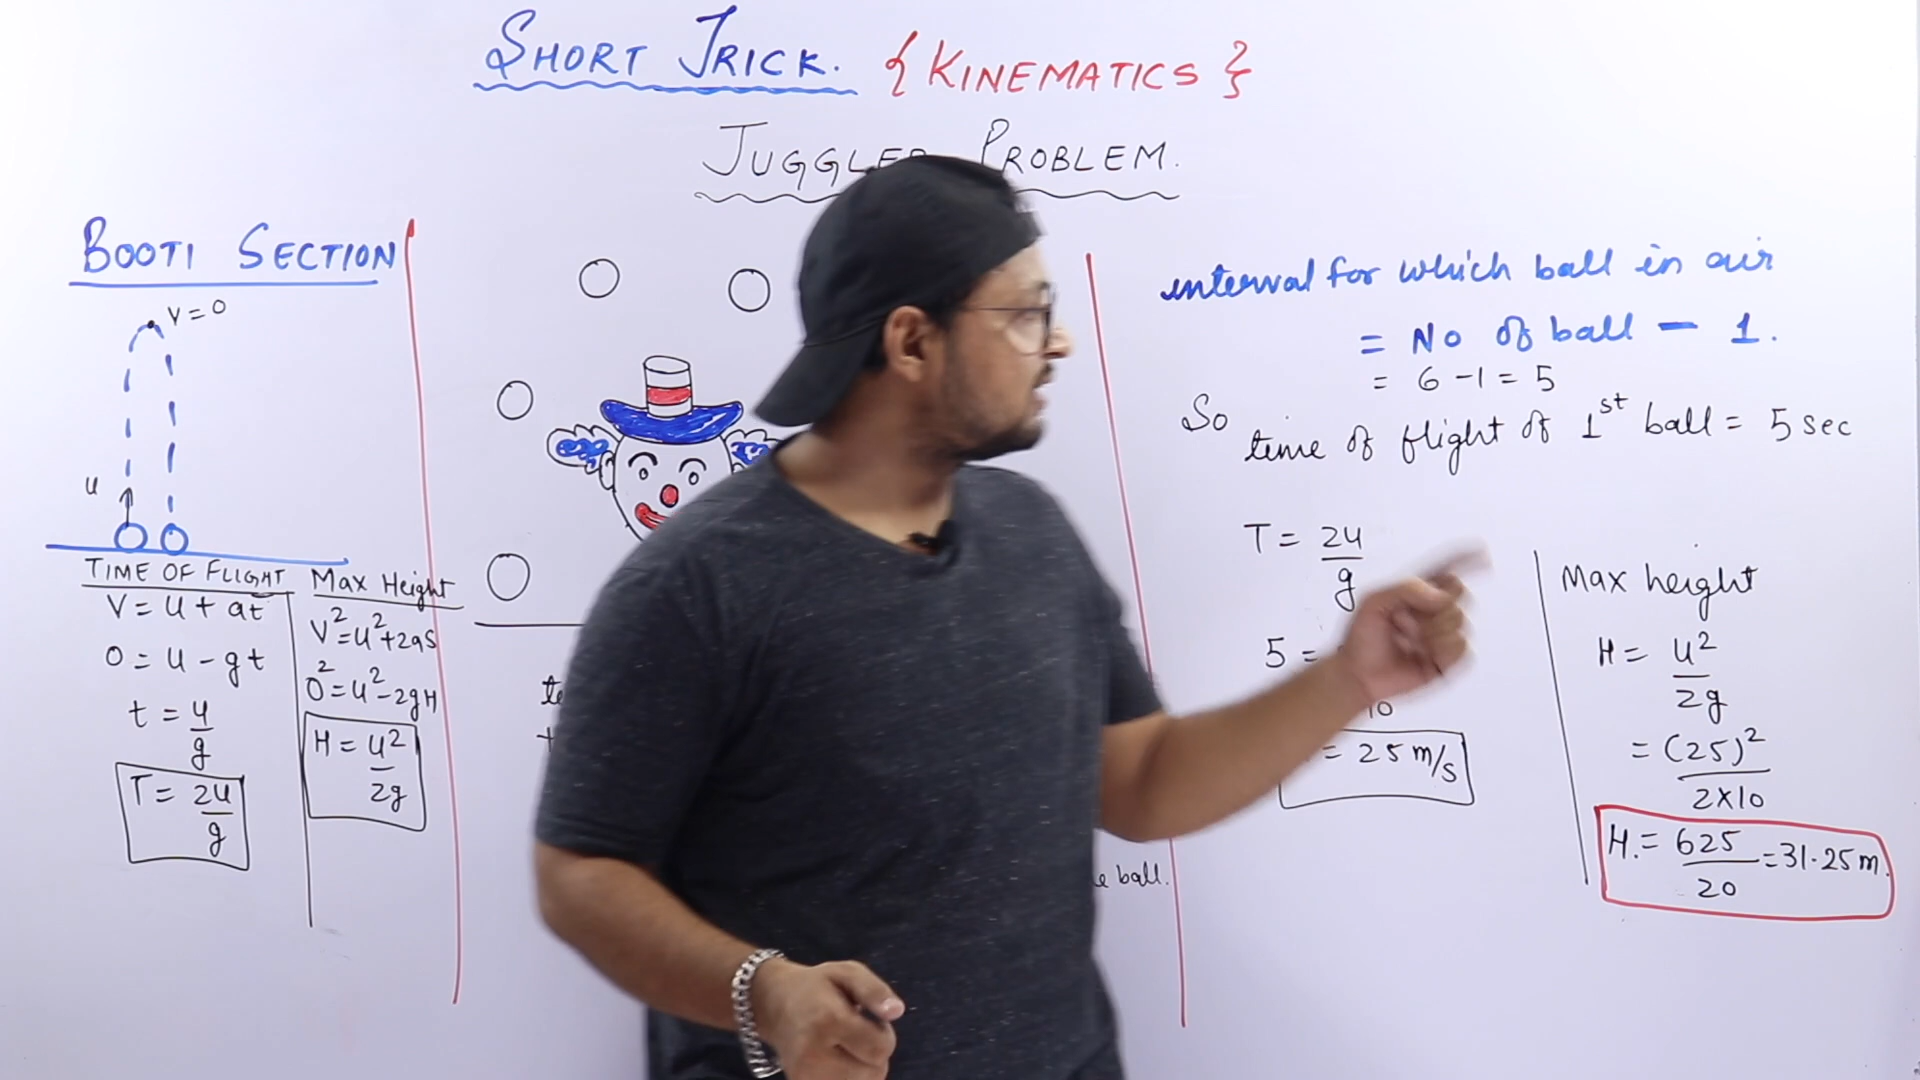 SHORT TRICK. {KINEMATICS}
PROBLEM.
BOOTI SECTION
V = 0
u
TIME OF FLIGHT
V = u + at
0 = u - gt
t = u/g
T = 2u/g
MAX Height
V² = u² + 2as
0² = u² - 2gH
H = u²/2g
e ball.
interval for which ball in air
= No of ball - 1.
= 6 - 1 = 5
So time of flight of 1st ball = 5 sec
T = 2u/g
5 =
10
= 25 m/s
Max height
H = u²/2g
= (25)²/2×10
H. = 625/20 = 31.25 m.